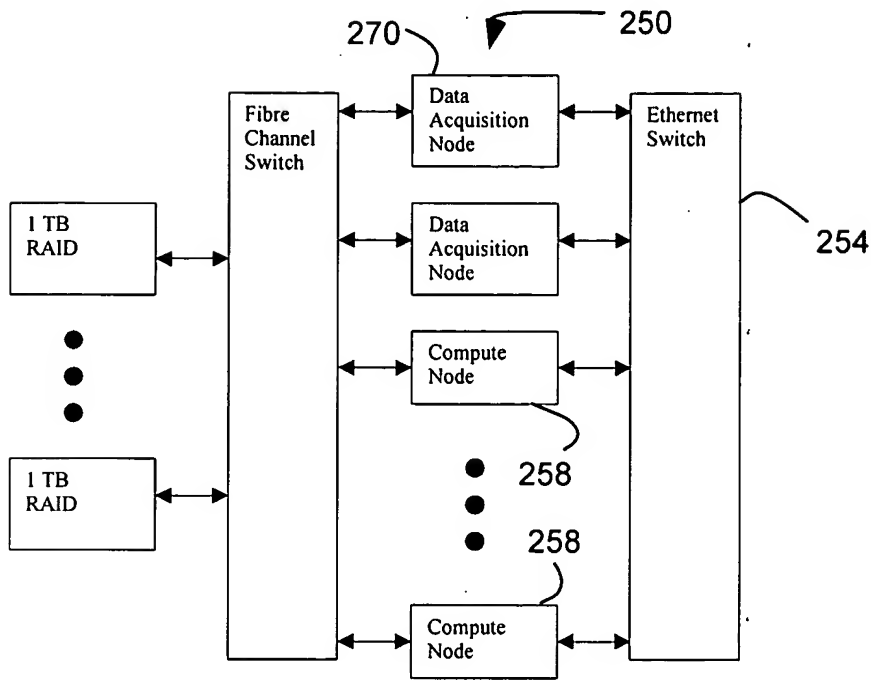 270
250
Fibre
Channel
Switch
Data
Acquisition
Node
Ethernet
Switch
1 TB
RAID
Data
Acquisition
Node
254
Compute
Node
258
1 TB
RAID
258
Compute
Node